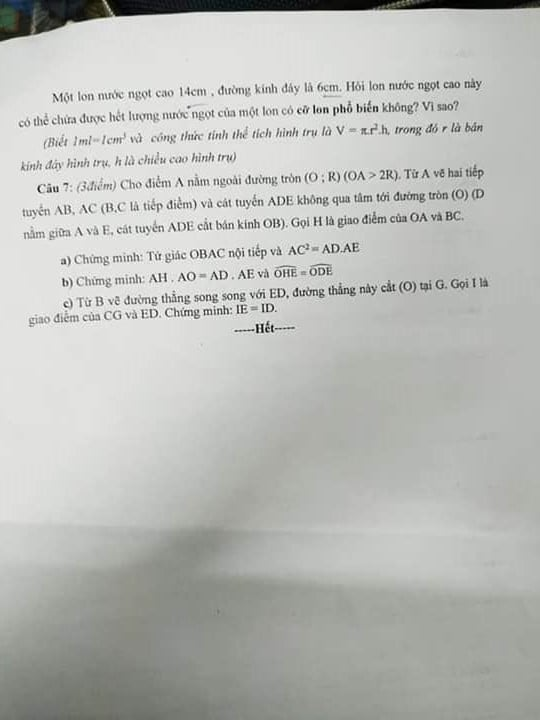 Một lon nước ngọt cao 14cm , đường kính đáy là 6cm. Hỏi lon nước ngọt cao này
có thể chứa được hết lượng nước ngọt của một lon có cỡ lon phổ biến không? Vì sao?
(Biết 1ml=1cm³ và công thức tính thể tích hình trụ là V = π.r².h, trong đó r là bán
kính đáy hình trụ, h là chiều cao hình trụ)
Câu 7: (3điểm) Cho điểm A nằm ngoài đường tròn (O ; R) (OA > 2R). Từ A vẽ hai tiếp
tuyến AB, AC (B,C là tiếp điểm) và cát tuyến ADE không qua tâm tới đường tròn (O) (D
nằm giữa A và E, cát tuyến ADE cắt bán kính OB). Gọi H là giao điểm của OA và BC.
a) Chứng minh: Tứ giác OBAC nội tiếp và AC² = AD.AE
b) Chứng minh: AH . AO = AD . AE và \widehat{OHE} = \widehat{ODE}
c) Từ B vẽ đường thẳng song song với ED, đường thẳng này cắt (O) tại G. Gọi I là
giao điểm của CG và ED. Chứng minh: IE = ID.
-----Hết-----